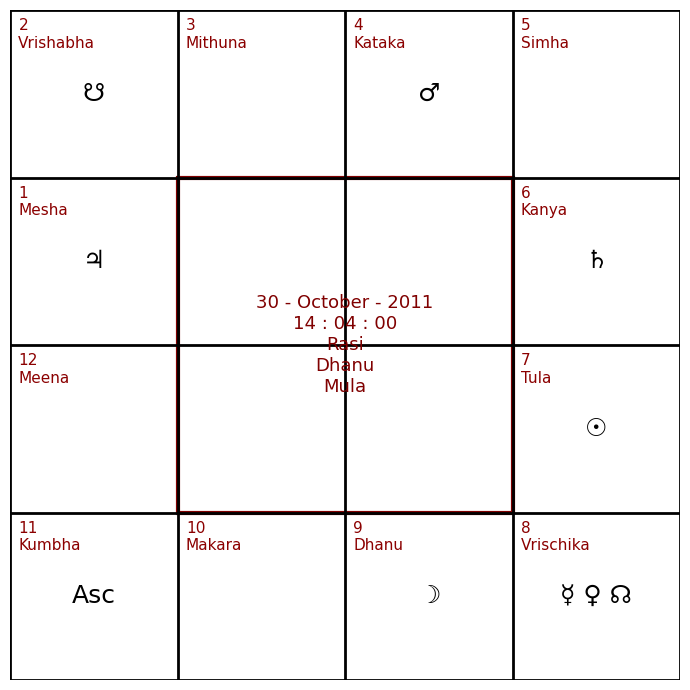 2
Vrishabha
☋
3
Mithuna
4
Kataka
♂
5
Simha
1
Mesha
♃
6
Kanya
♄
30 - October - 2011
14 : 04 : 00
Rasi
Dhanu
Mula
12
Meena
7
Tula
☉
11
Kumbha
Asc
10
Makara
9
Dhanu
☽
8
Vrischika
☿ ♀ ☊